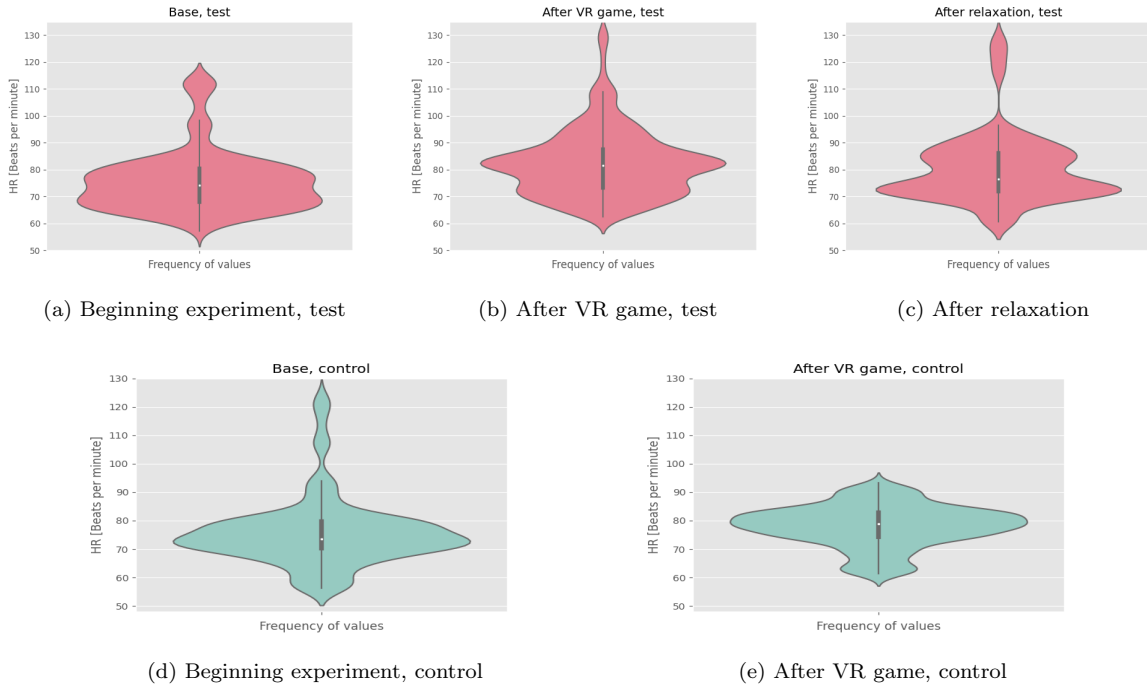 Base, test
130
120
110
100
90
80
70
60
50
HR [Beats per minute]
Frequency of values
After VR game, test
130
120
110
100
90
80
70
60
50
HR [Beats per minute]
Frequency of values
After relaxation, test
130
120
110
100
90
80
70
60
50
HR [Beats per minute]
Frequency of values
(a) Beginning experiment, test
(b) After VR game, test
(c) After relaxation
Base, control
130
120
110
100
90
80
70
60
50
HR [Beats per minute]
Frequency of values
After VR game, control
130
120
110
100
90
80
70
60
50
HR [Beats per minute]
Frequency of values
(d) Beginning experiment, control
(e) After VR game, control